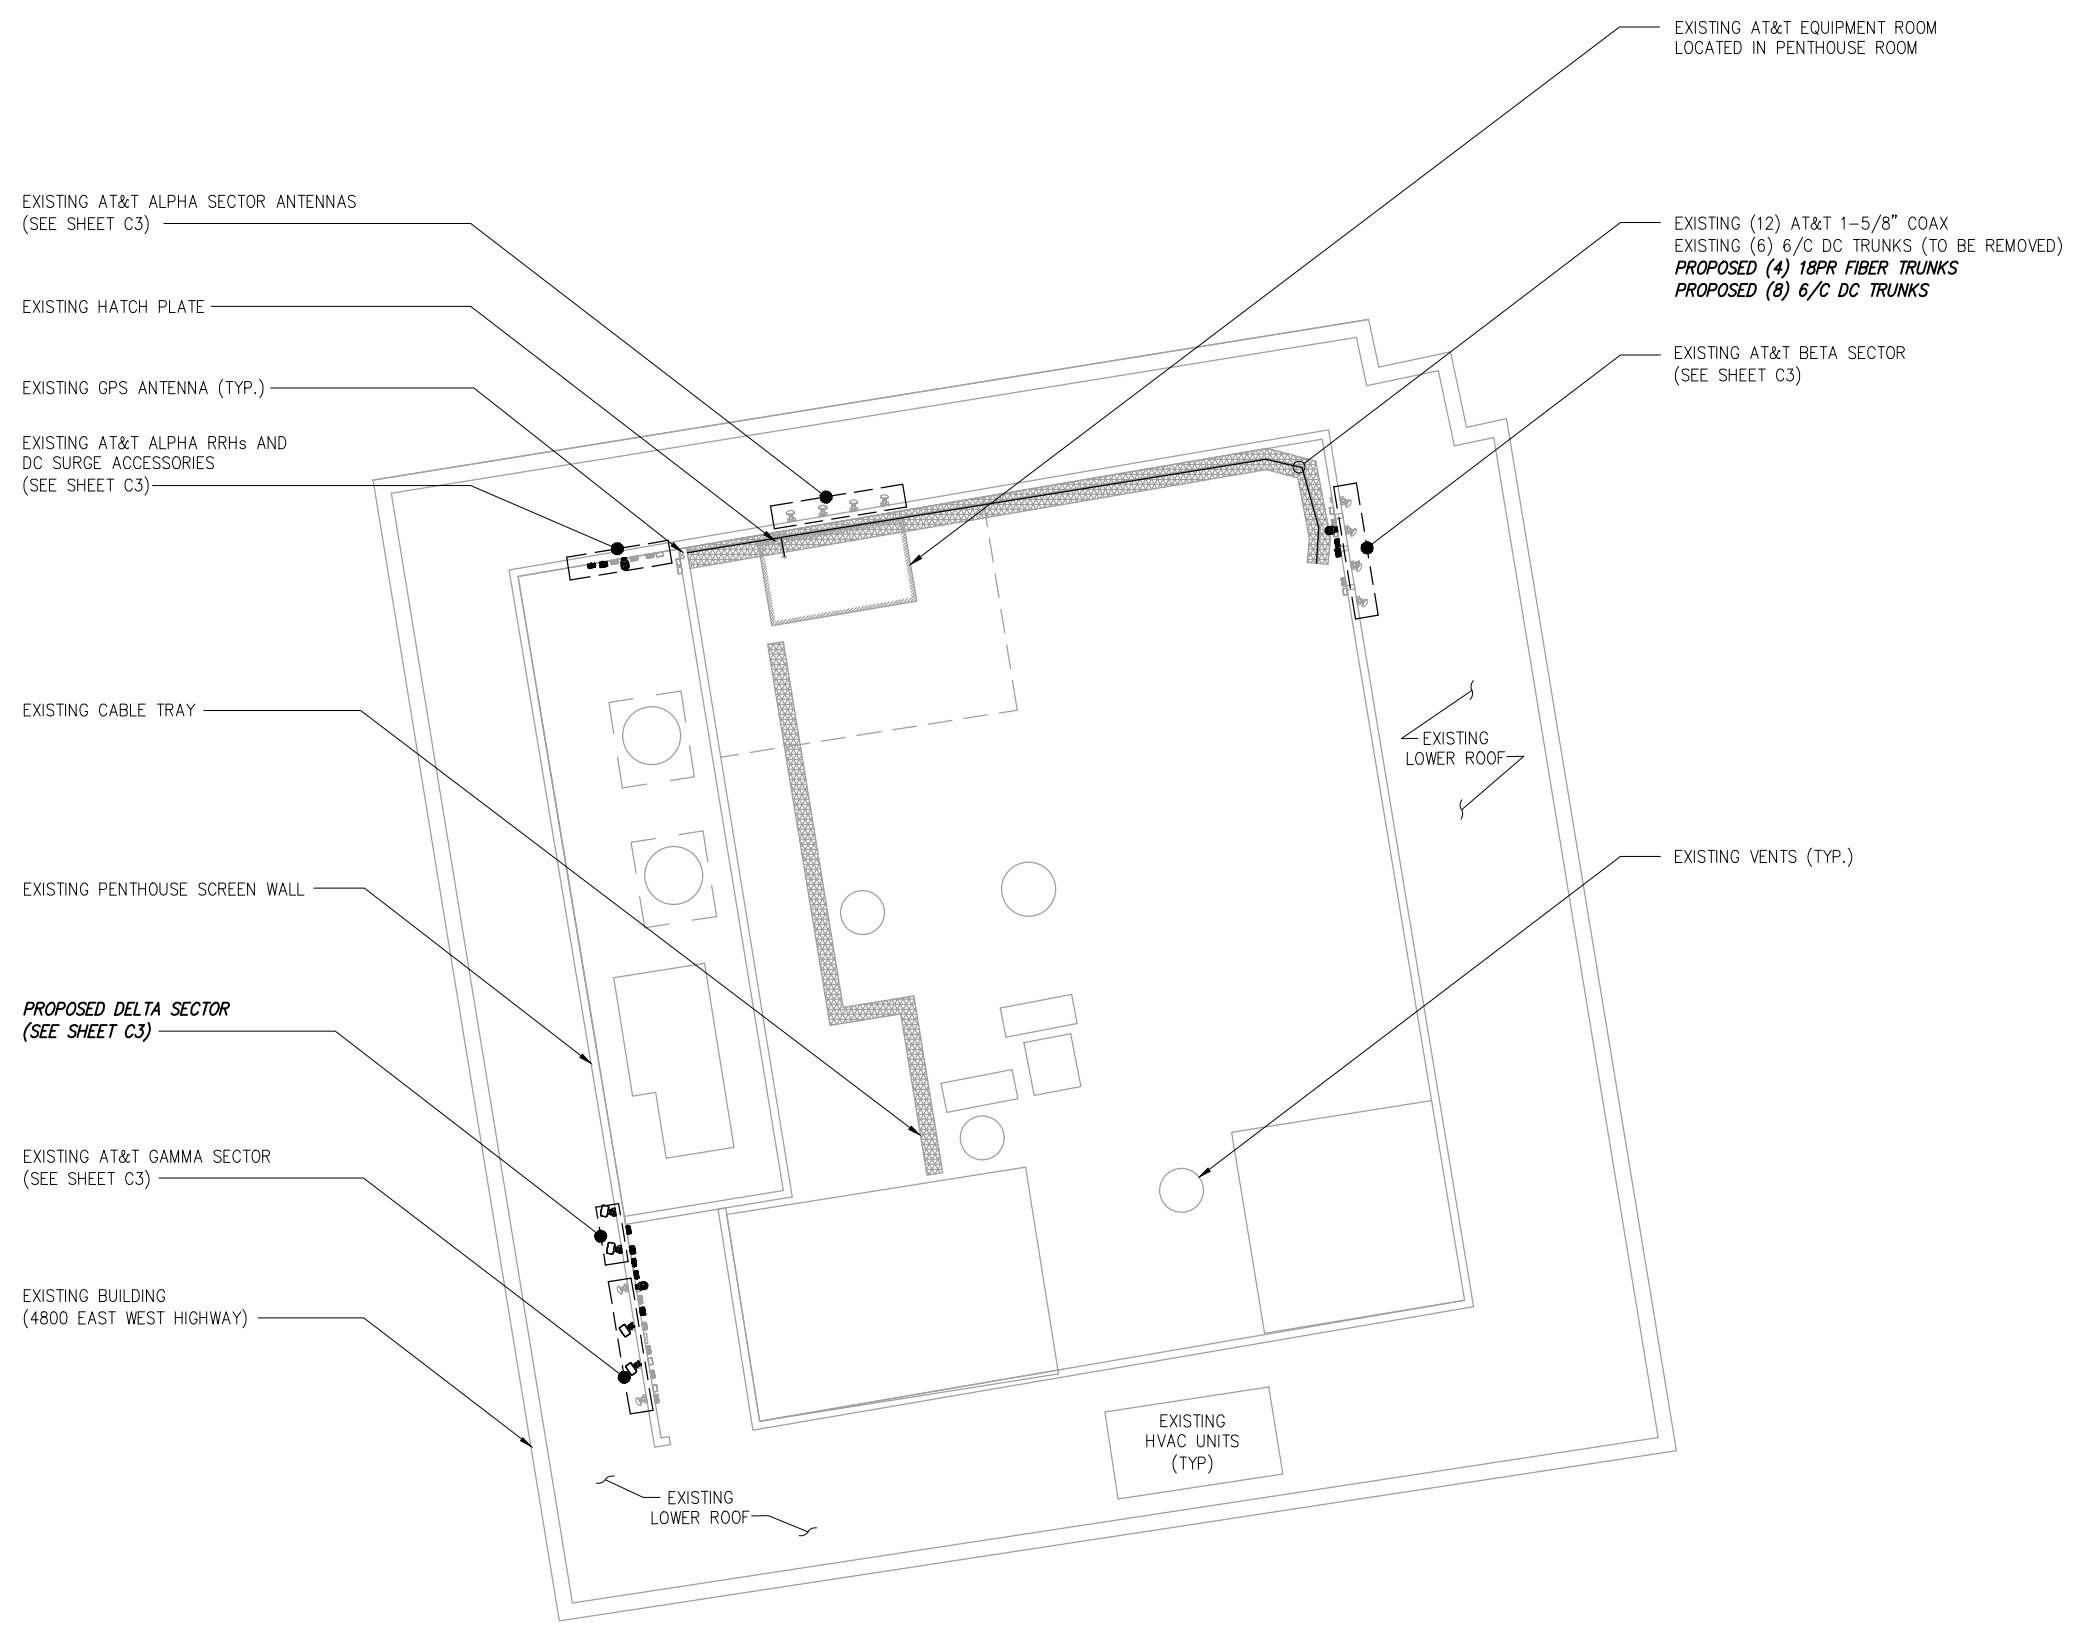 EXISTING AT&T EQUIPMENT ROOM
LOCATED IN PENTHOUSE ROOM
EXISTING AT&T ALPHA SECTOR ANTENNAS
(SEE SHEET C3)
EXISTING HATCH PLATE
EXISTING GPS ANTENNA (TYP.)
EXISTING AT&T ALPHA RRHs AND
DC SURGE ACCESSORIES
(SEE SHEET C3)
EXISTING (12) AT&T 1-5/8" COAX
EXISTING (6) 6/C DC TRUNKS (TO BE REMOVED)
PROPOSED (4) 18PR FIBER TRUNKS
PROPOSED (8) 6/C DC TRUNKS
EXISTING AT&T BETA SECTOR
(SEE SHEET C3)
EXISTING CABLE TRAY
EXISTING
LOWER ROOF
EXISTING PENTHOUSE SCREEN WALL
EXISTING VENTS (TYP.)
PROPOSED DELTA SECTOR
(SEE SHEET C3)
EXISTING AT&T GAMMA SECTOR
(SEE SHEET C3)
EXISTING BUILDING
(4800 EAST WEST HIGHWAY)
EXISTING
HVAC UNITS
(TYP)
EXISTING
LOWER ROOF